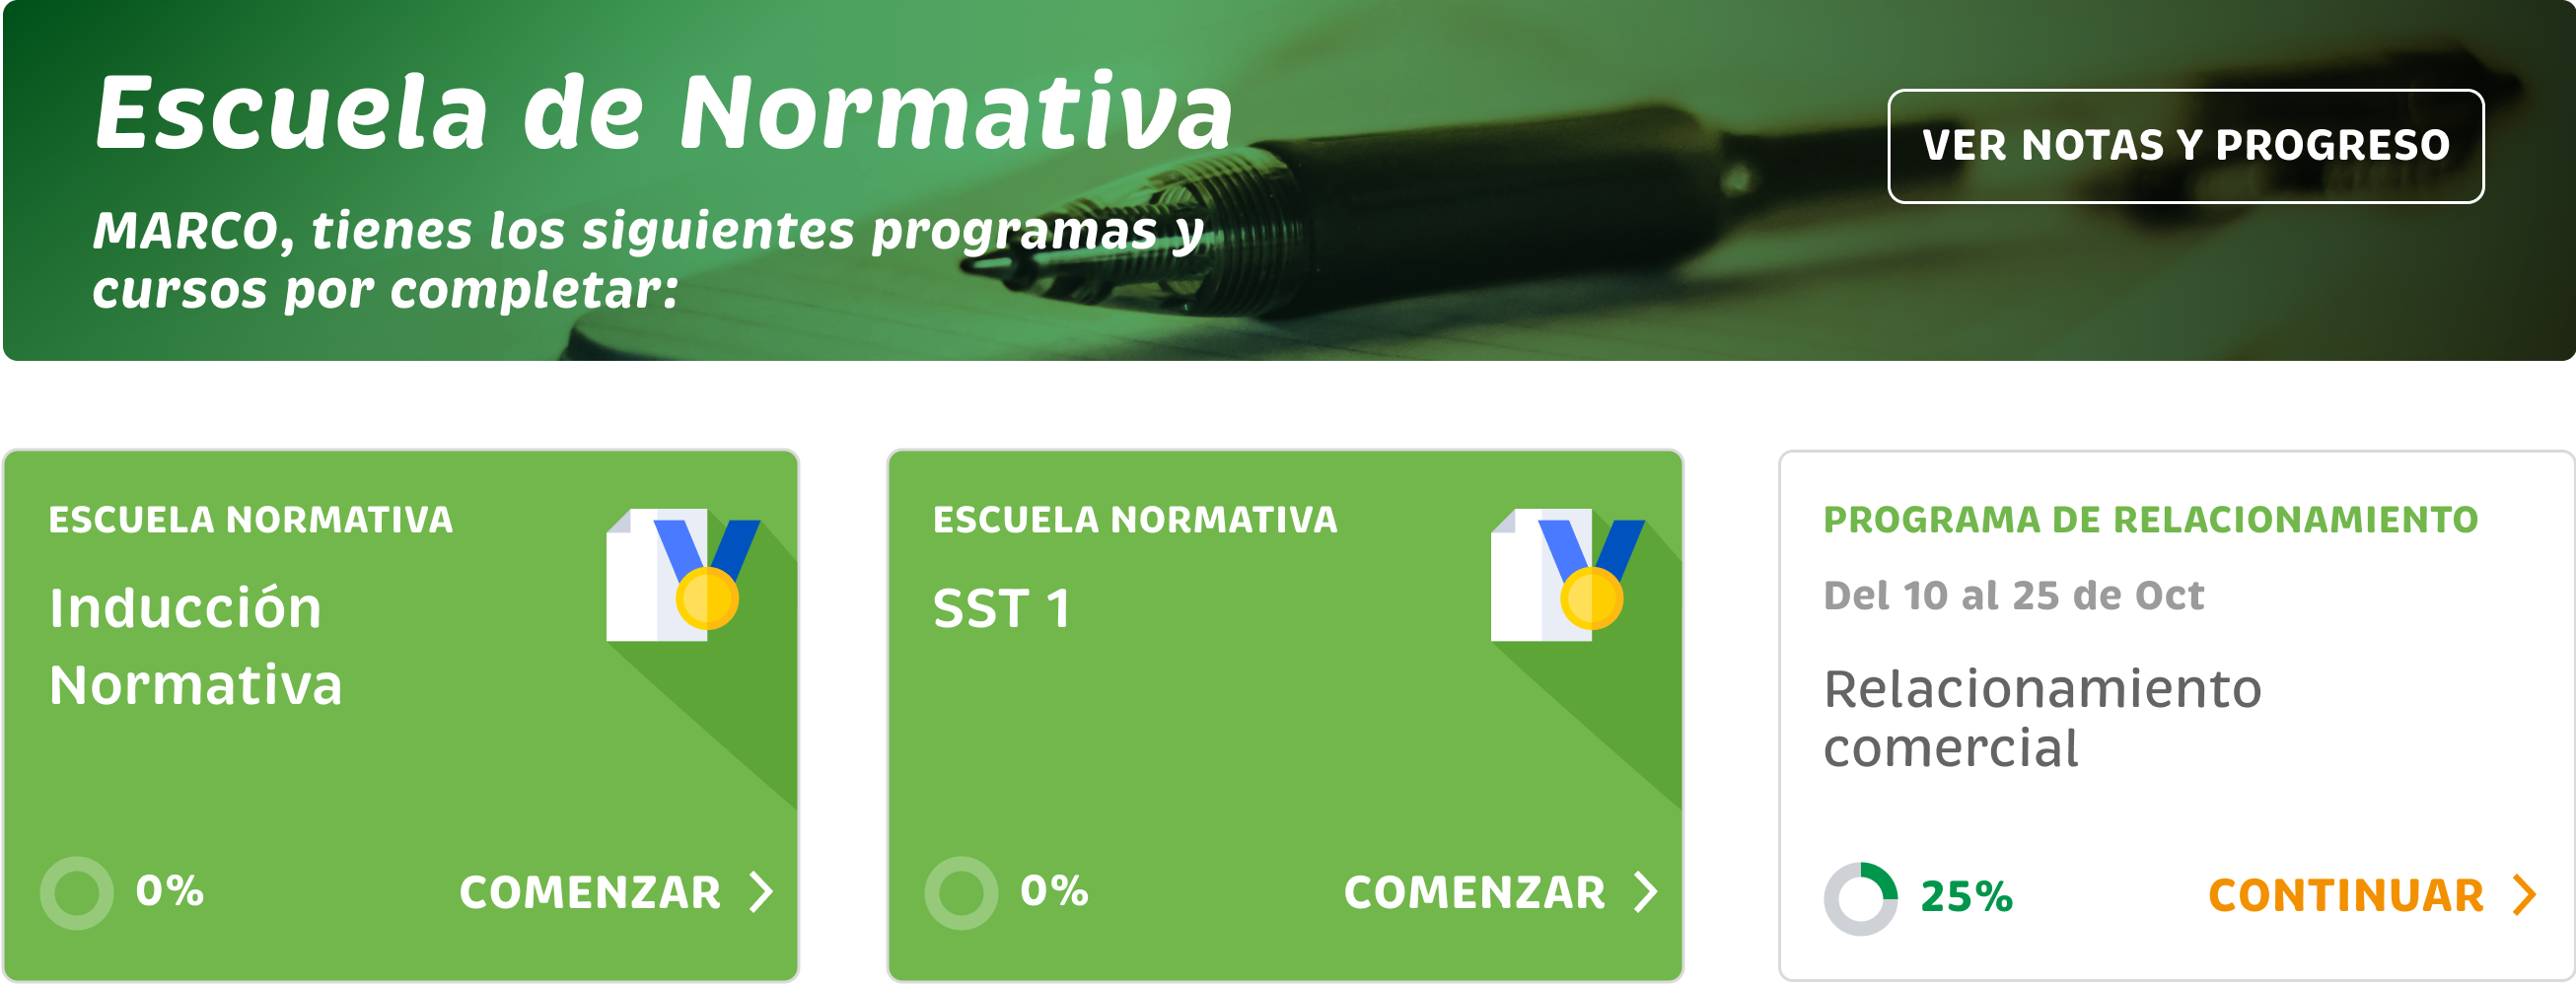 Escuela de Normativa
VER NOTAS Y PROGRESO
MARCO, tienes los siguientes programas y
cursos por completar:
ESCUELA NORMATIVA
Inducción
Normativa
0%
COMENZAR
ESCUELA NORMATIVA
SST 1
0%
COMENZAR
PROGRAMA DE RELACIONAMIENTO
Del 10 al 25 de Oct
Relacionamiento
comercial
25%
CONTINUAR